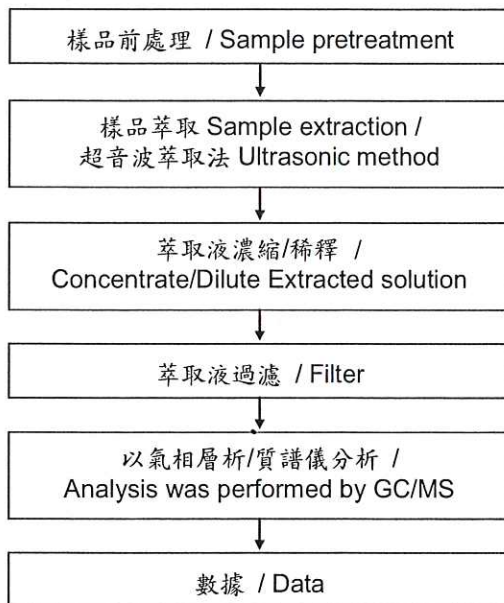 樣品前處理 / Sample pretreatment
樣品萃取 Sample extraction /
超音波萃取法 Ultrasonic method
萃取液濃縮/稀釋 /
Concentrate/Dilute Extracted solution
萃取液過濾 / Filter
以氣相層析/質譜儀分析 /
Analysis was performed by GC/MS
數據 / Data